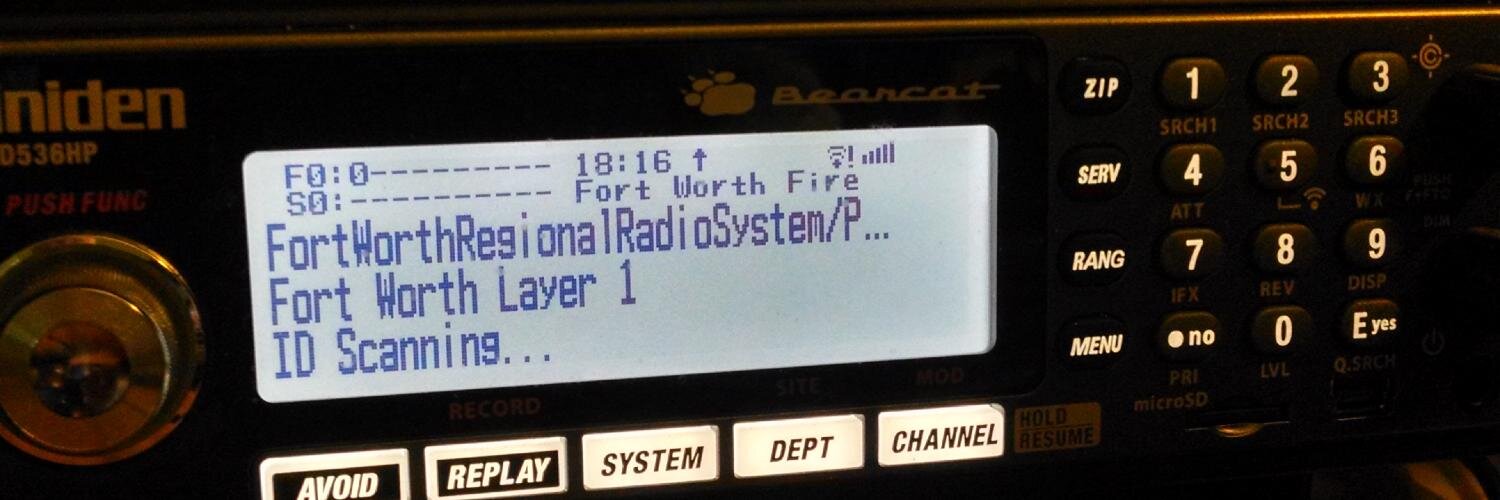 niden
D536HP
Bearcat
PUSH FUNC
F0:0--------- 18:16 ↑
S0:---------- Fort Worth Fire
FortWorthRegionalRadioSystem/P...
Fort Worth Layer 1
ID Scanning...
RECORD SITE MOD
AVOID REPLAY SYSTEM DEPT CHANNEL HOLD RESUME
ZIP 1 2 3
SRCH1 SRCH2 SRCH3
SERV 4 5 6
ATT WX
RANG 7 8 9
IFX REV DISP
MENU no 0 E yes
PRI LVL Q.SRCH
microSD
PUSH
DIM